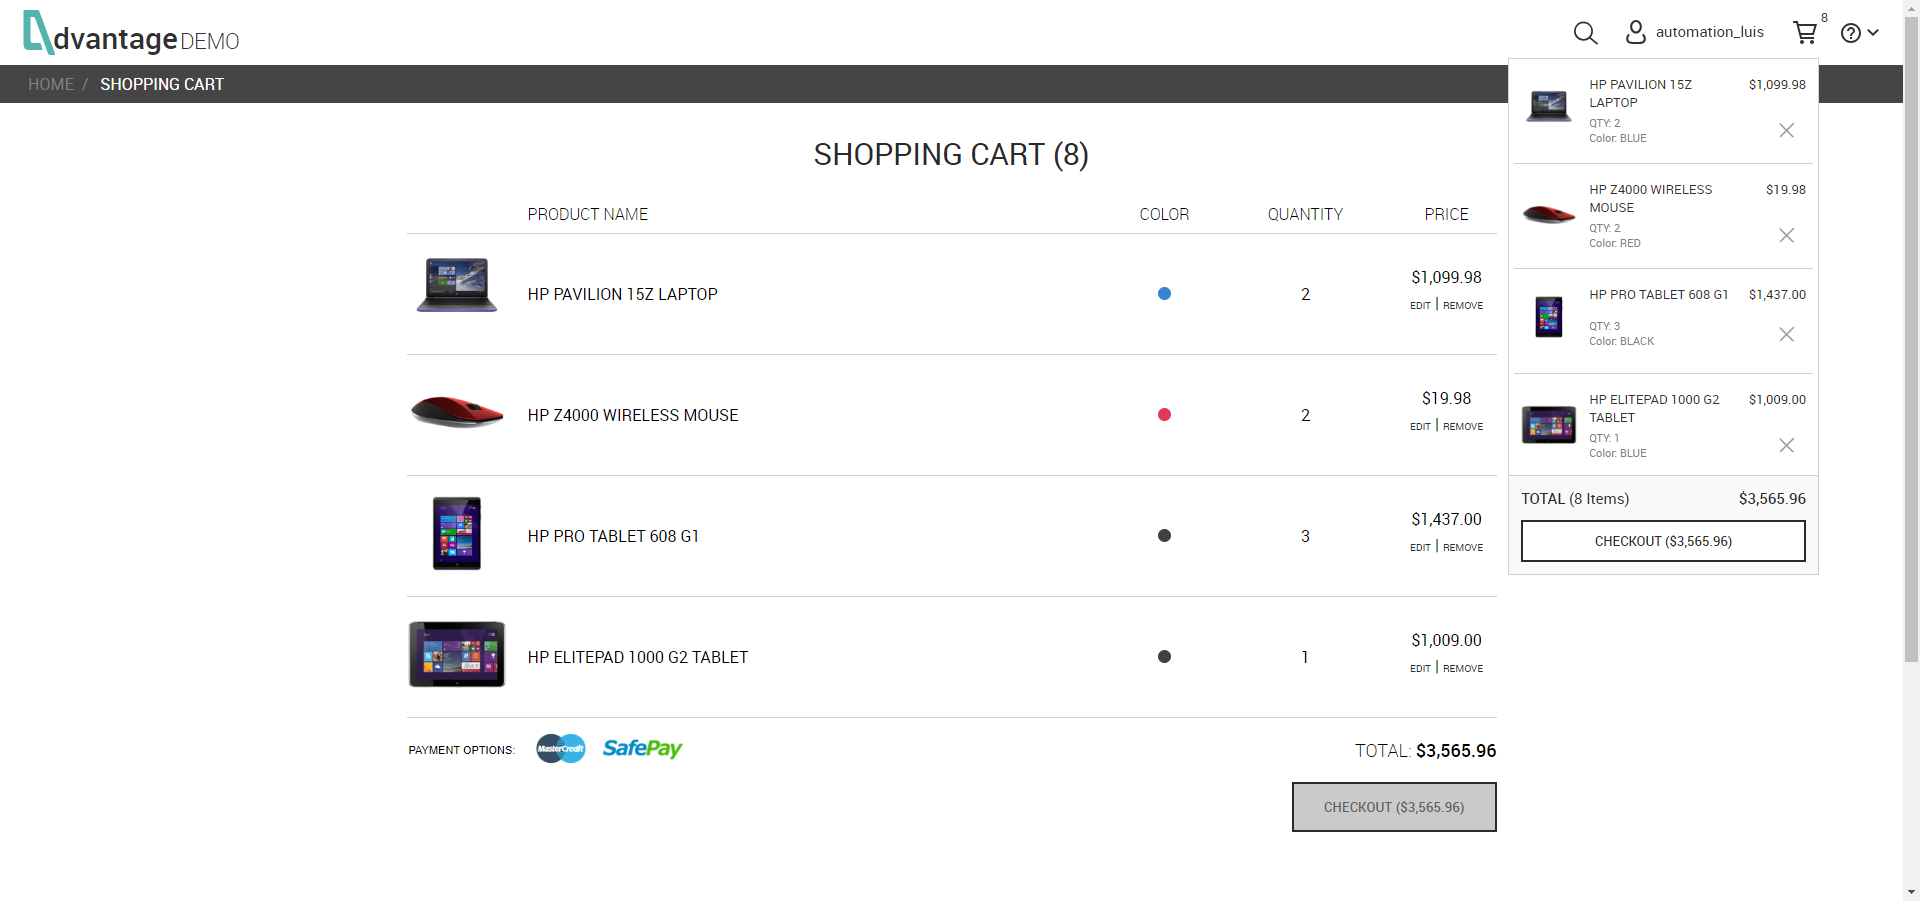 dvantage DEMO
automation_luis
8
HOME / SHOPPING CART
SHOPPING CART (8)
PRODUCT NAME COLOR QUANTITY PRICE
HP PAVILION 15Z LAPTOP 2 $1,099.98
EDIT | REMOVE
HP Z4000 WIRELESS MOUSE 2 $19.98
EDIT | REMOVE
HP PRO TABLET 608 G1 3 $1,437.00
EDIT | REMOVE
HP ELITEPAD 1000 G2 TABLET 1 $1,009.00
EDIT | REMOVE
PAYMENT OPTIONS: MasterCredit SafePay TOTAL: $3,565.96
CHECKOUT ($3,565.96)
HP PAVILION 15Z $1,099.98
LAPTOP
QTY: 2
Color: BLUE
HP Z4000 WIRELESS $19.98
MOUSE
QTY: 2
Color: RED
HP PRO TABLET 608 G1 $1,437.00
QTY: 3
Color: BLACK
HP ELITEPAD 1000 G2 $1,009.00
TABLET
QTY: 1
Color: BLUE
TOTAL (8 Items) $3,565.96
CHECKOUT ($3,565.96)